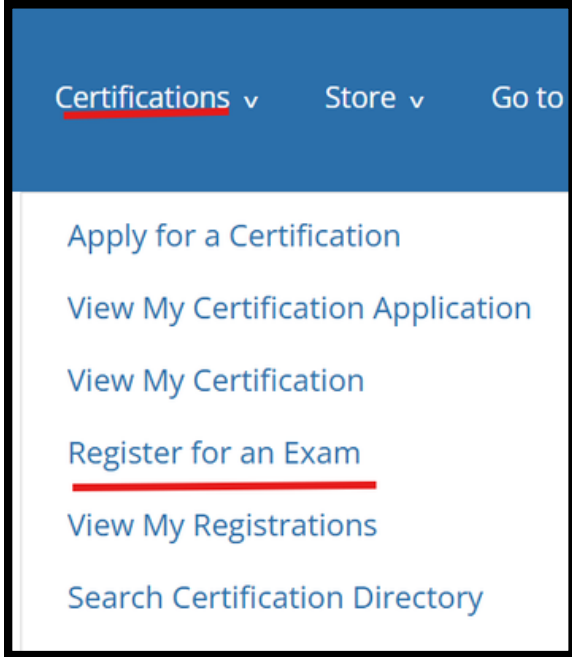 Certifications v Store v Go to
Apply for a Certification
View My Certification Application
View My Certification
Register for an Exam
View My Registrations
Search Certification Directory